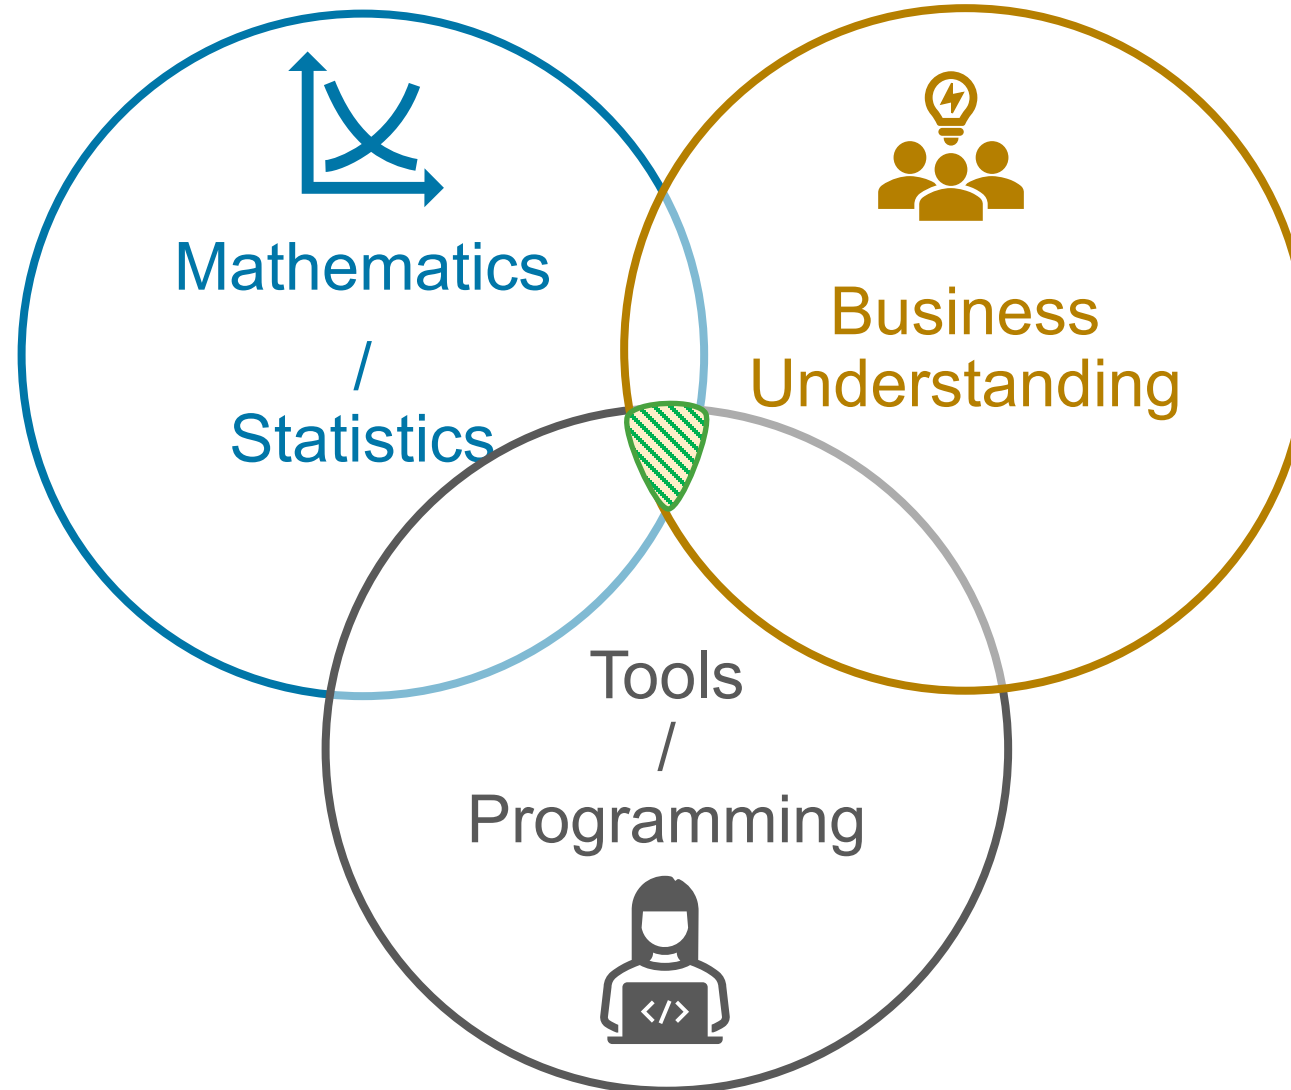 Mathematics
/
Statistics
Business
Understanding
Tools
/
Programming
</>